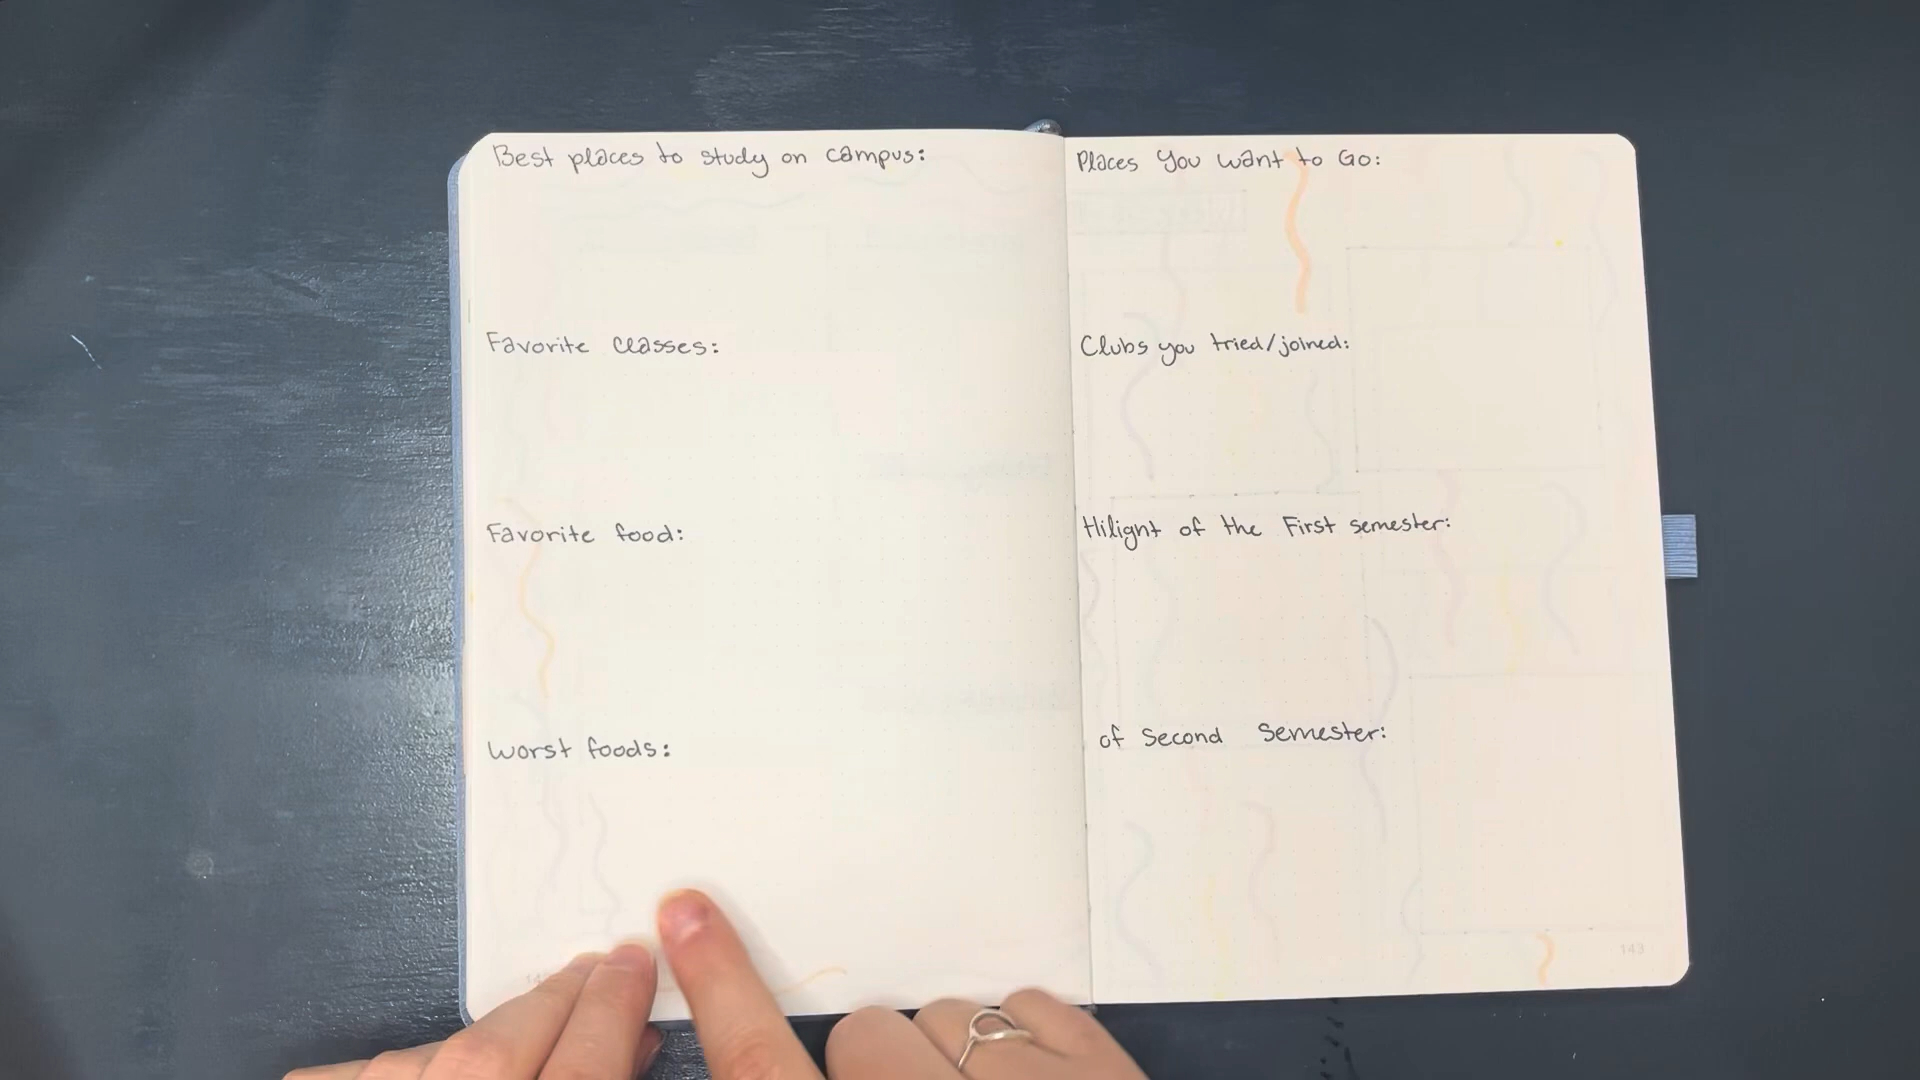 Best places to study on campus:
Favorite classes:
Favorite food:
Worst foods:
Places You want to Go:
Clubs you tried/joined:
Hilight of the First semester:
of Second Semester:
143